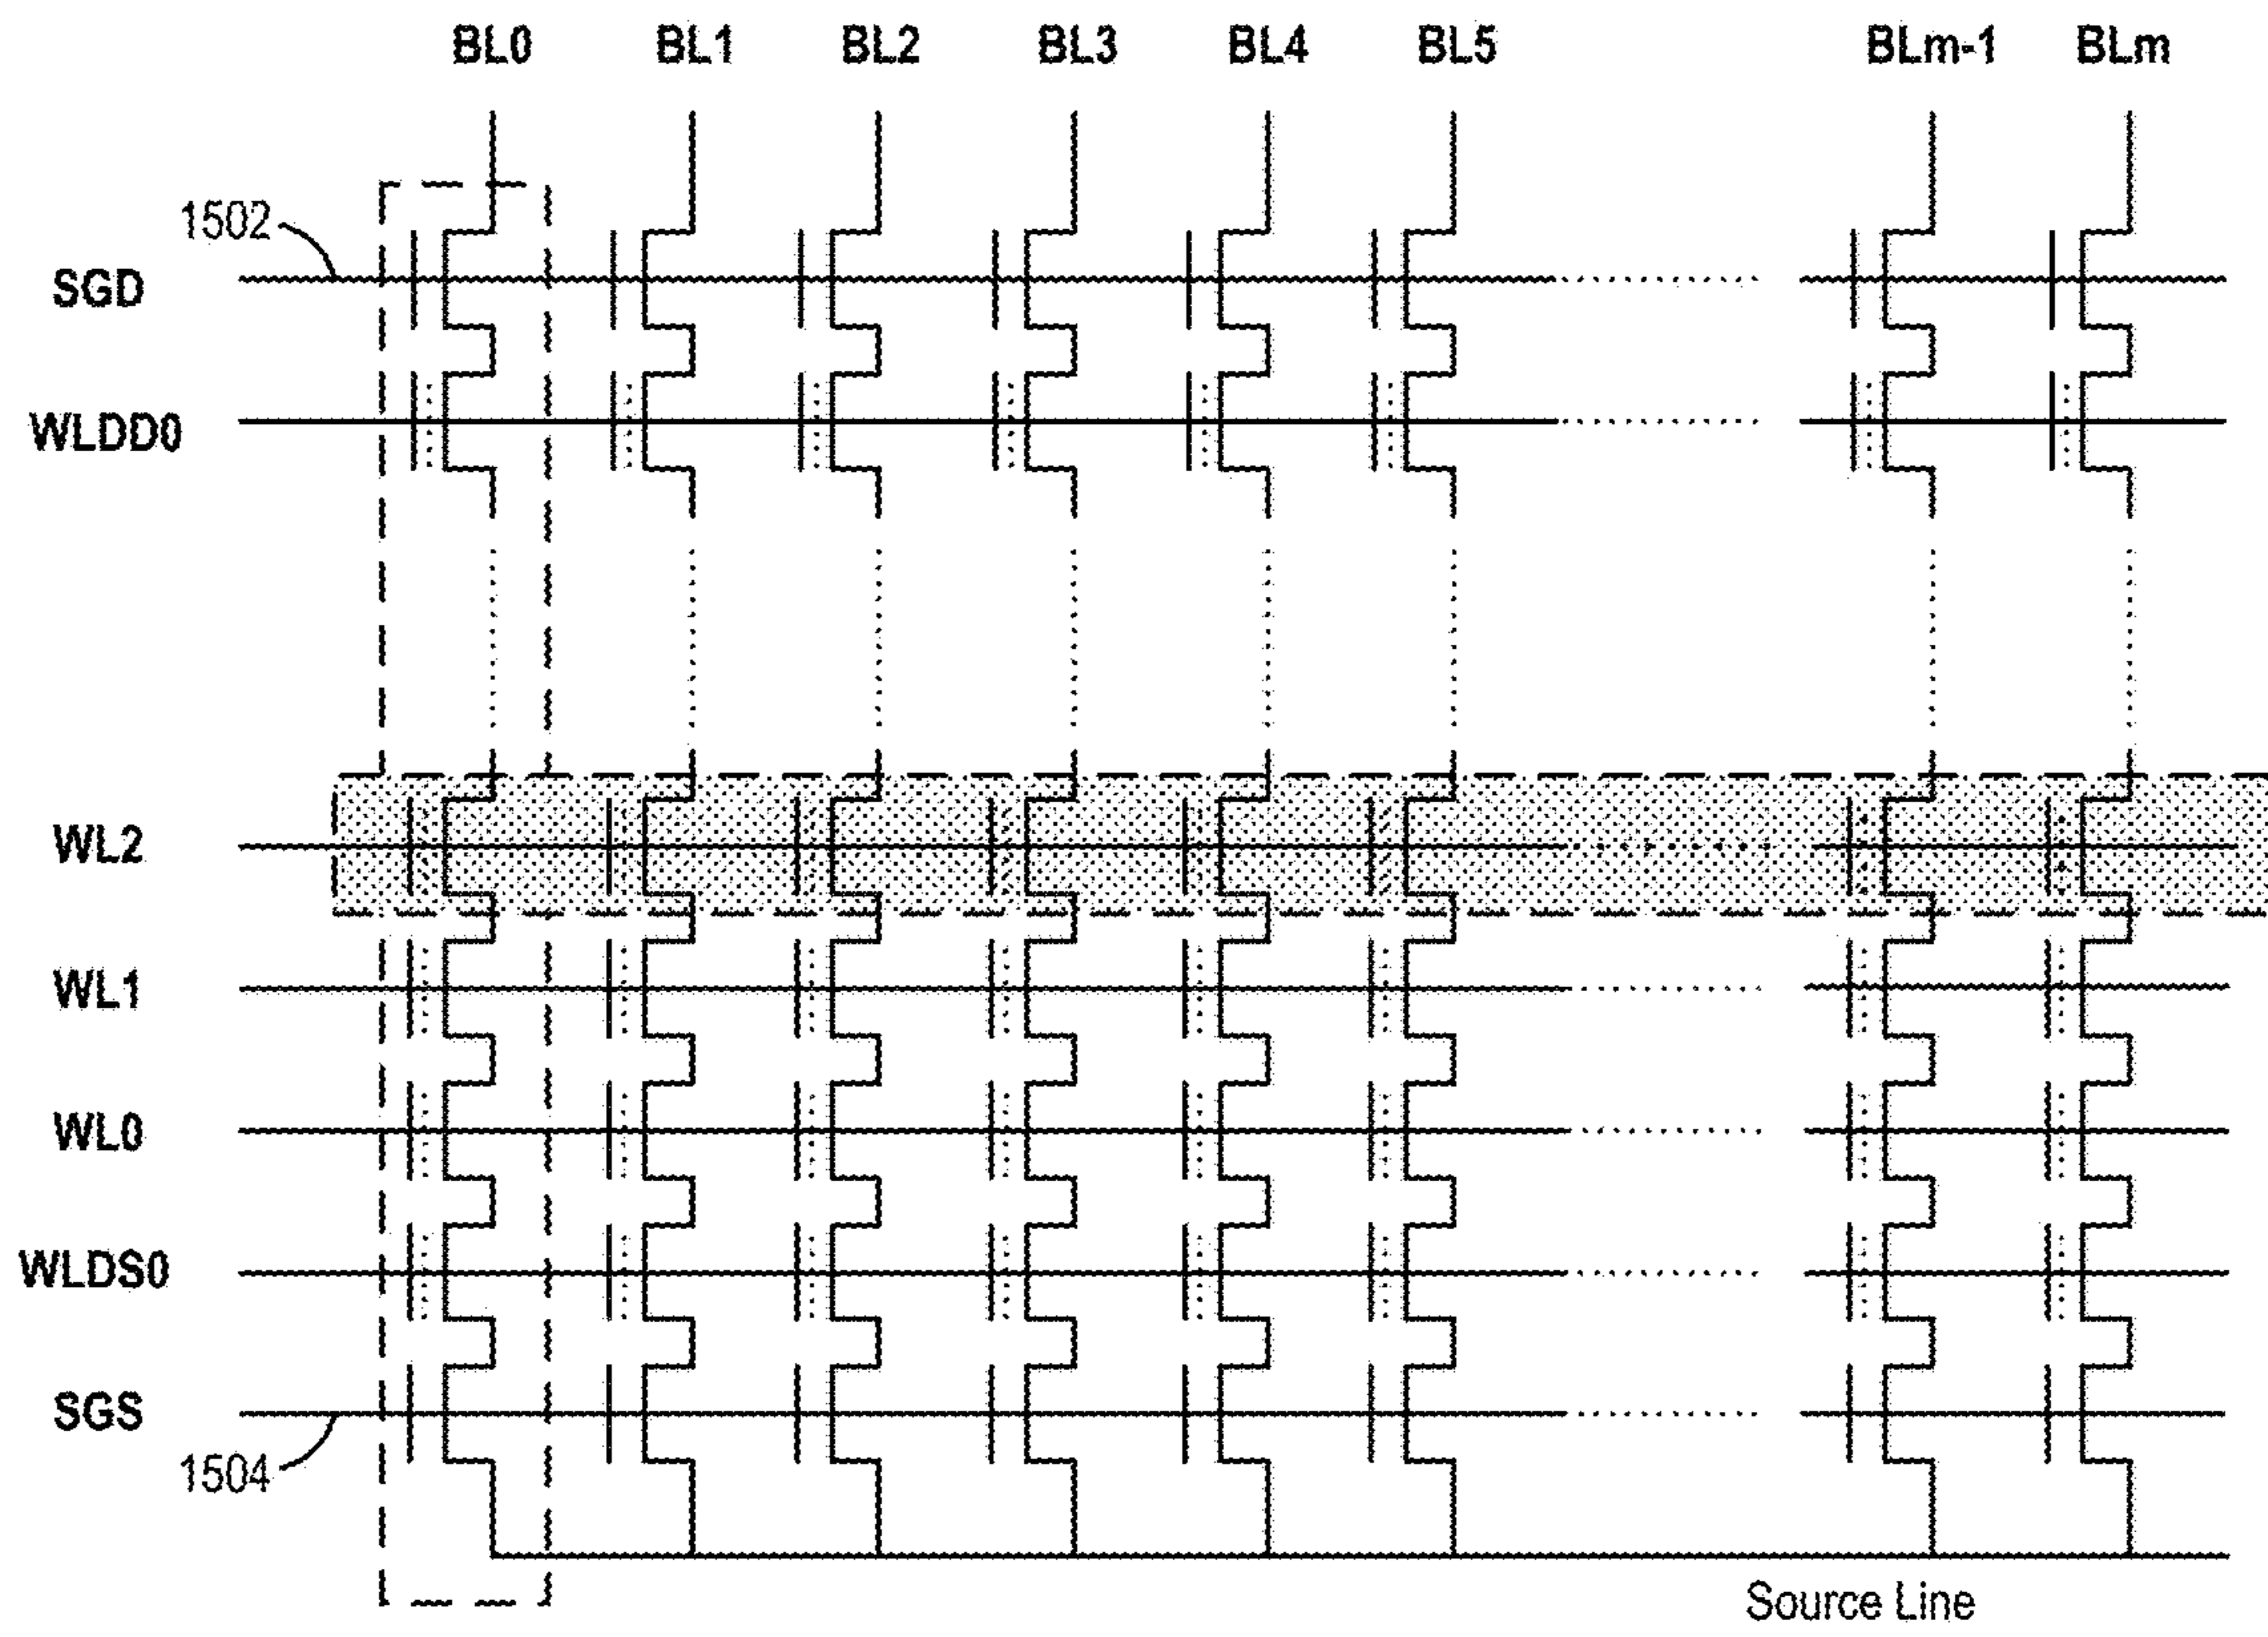 BL0 BL1 BL2 BL3 BL4 BL5 BLm-1 BLm
1502
SGD
WLDD0
WL2
WL1
WL0
WLDS0
SGS
1504
Source Line